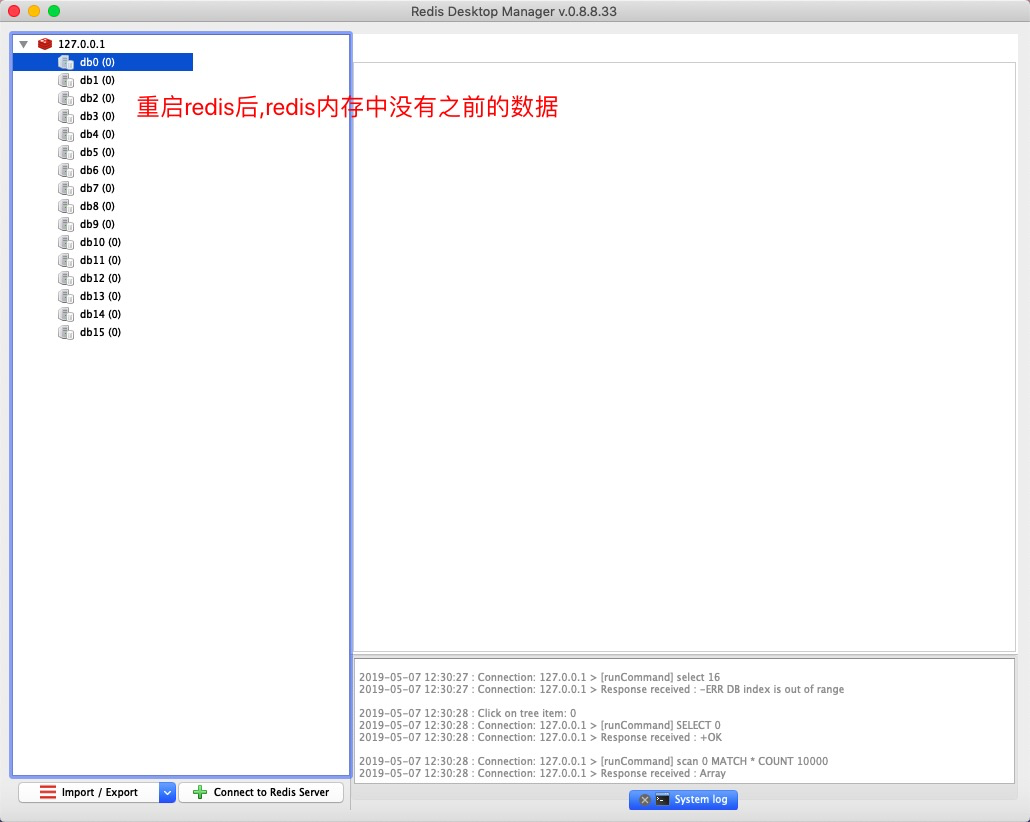 Redis Desktop Manager v.0.8.8.33
127.0.0.1
db0 (0)
db1 (0)
db2 (0)
重启redis后,redis内存中没有之前的数据
db3 (0)
db4 (0)
db5 (0)
db6 (0)
db7 (0)
db8 (0)
db9 (0)
db10 (0)
db11 (0)
db12 (0)
db13 (0)
db14 (0)
db15 (0)
2019-05-07 12:30:27 : Connection: 127.0.0.1 > [runCommand] select 16
2019-05-07 12:30:27 : Connection: 127.0.0.1 > Response received : -ERR DB index is out of range
2019-05-07 12:30:28 : Click on tree item: 0
2019-05-07 12:30:28 : Connection: 127.0.0.1 > [runCommand] SELECT 0
2019-05-07 12:30:28 : Connection: 127.0.0.1 > Response received : +OK
2019-05-07 12:30:28 : Connection: 127.0.0.1 > [runCommand] scan 0 MATCH * COUNT 10000
2019-05-07 12:30:28 : Connection: 127.0.0.1 > Response received : Array
Import / Export
Connect to Redis Server
System log